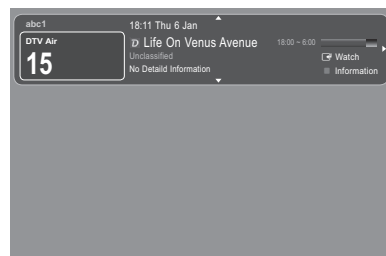 abc1
DTV Air
15
18:11 Thu 6 Jan
D Life On Venus Avenue
Unclassified
No Detaild Information
18:00 ~ 6:00
Watch
Information